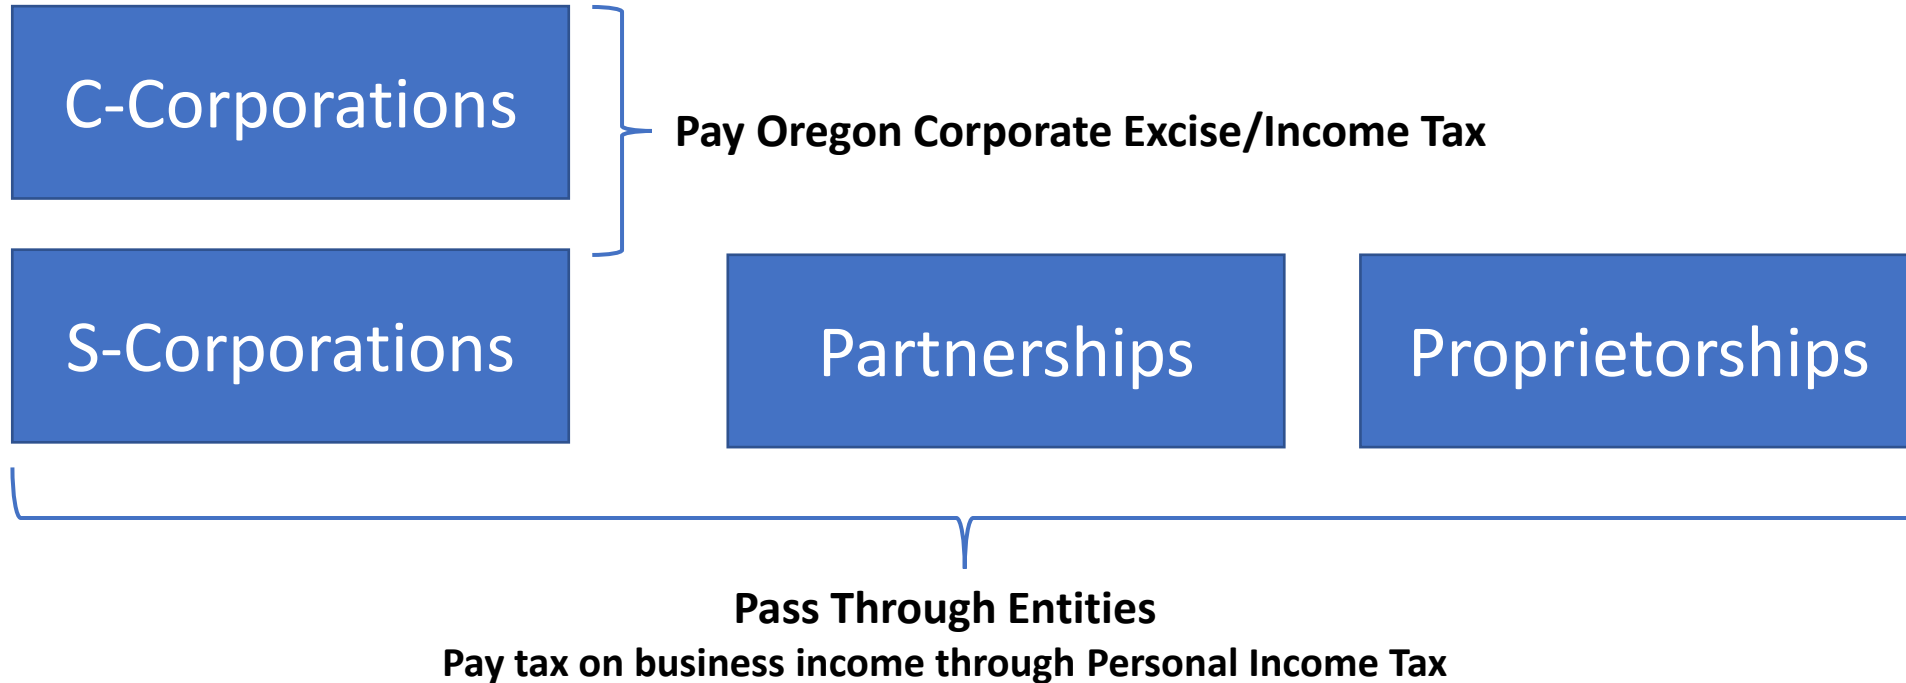 C-Corporations
Pay Oregon Corporate Excise/Income Tax
S-Corporations
Partnerships
Proprietorships
Pass Through Entities
Pay tax on business income through Personal Income Tax